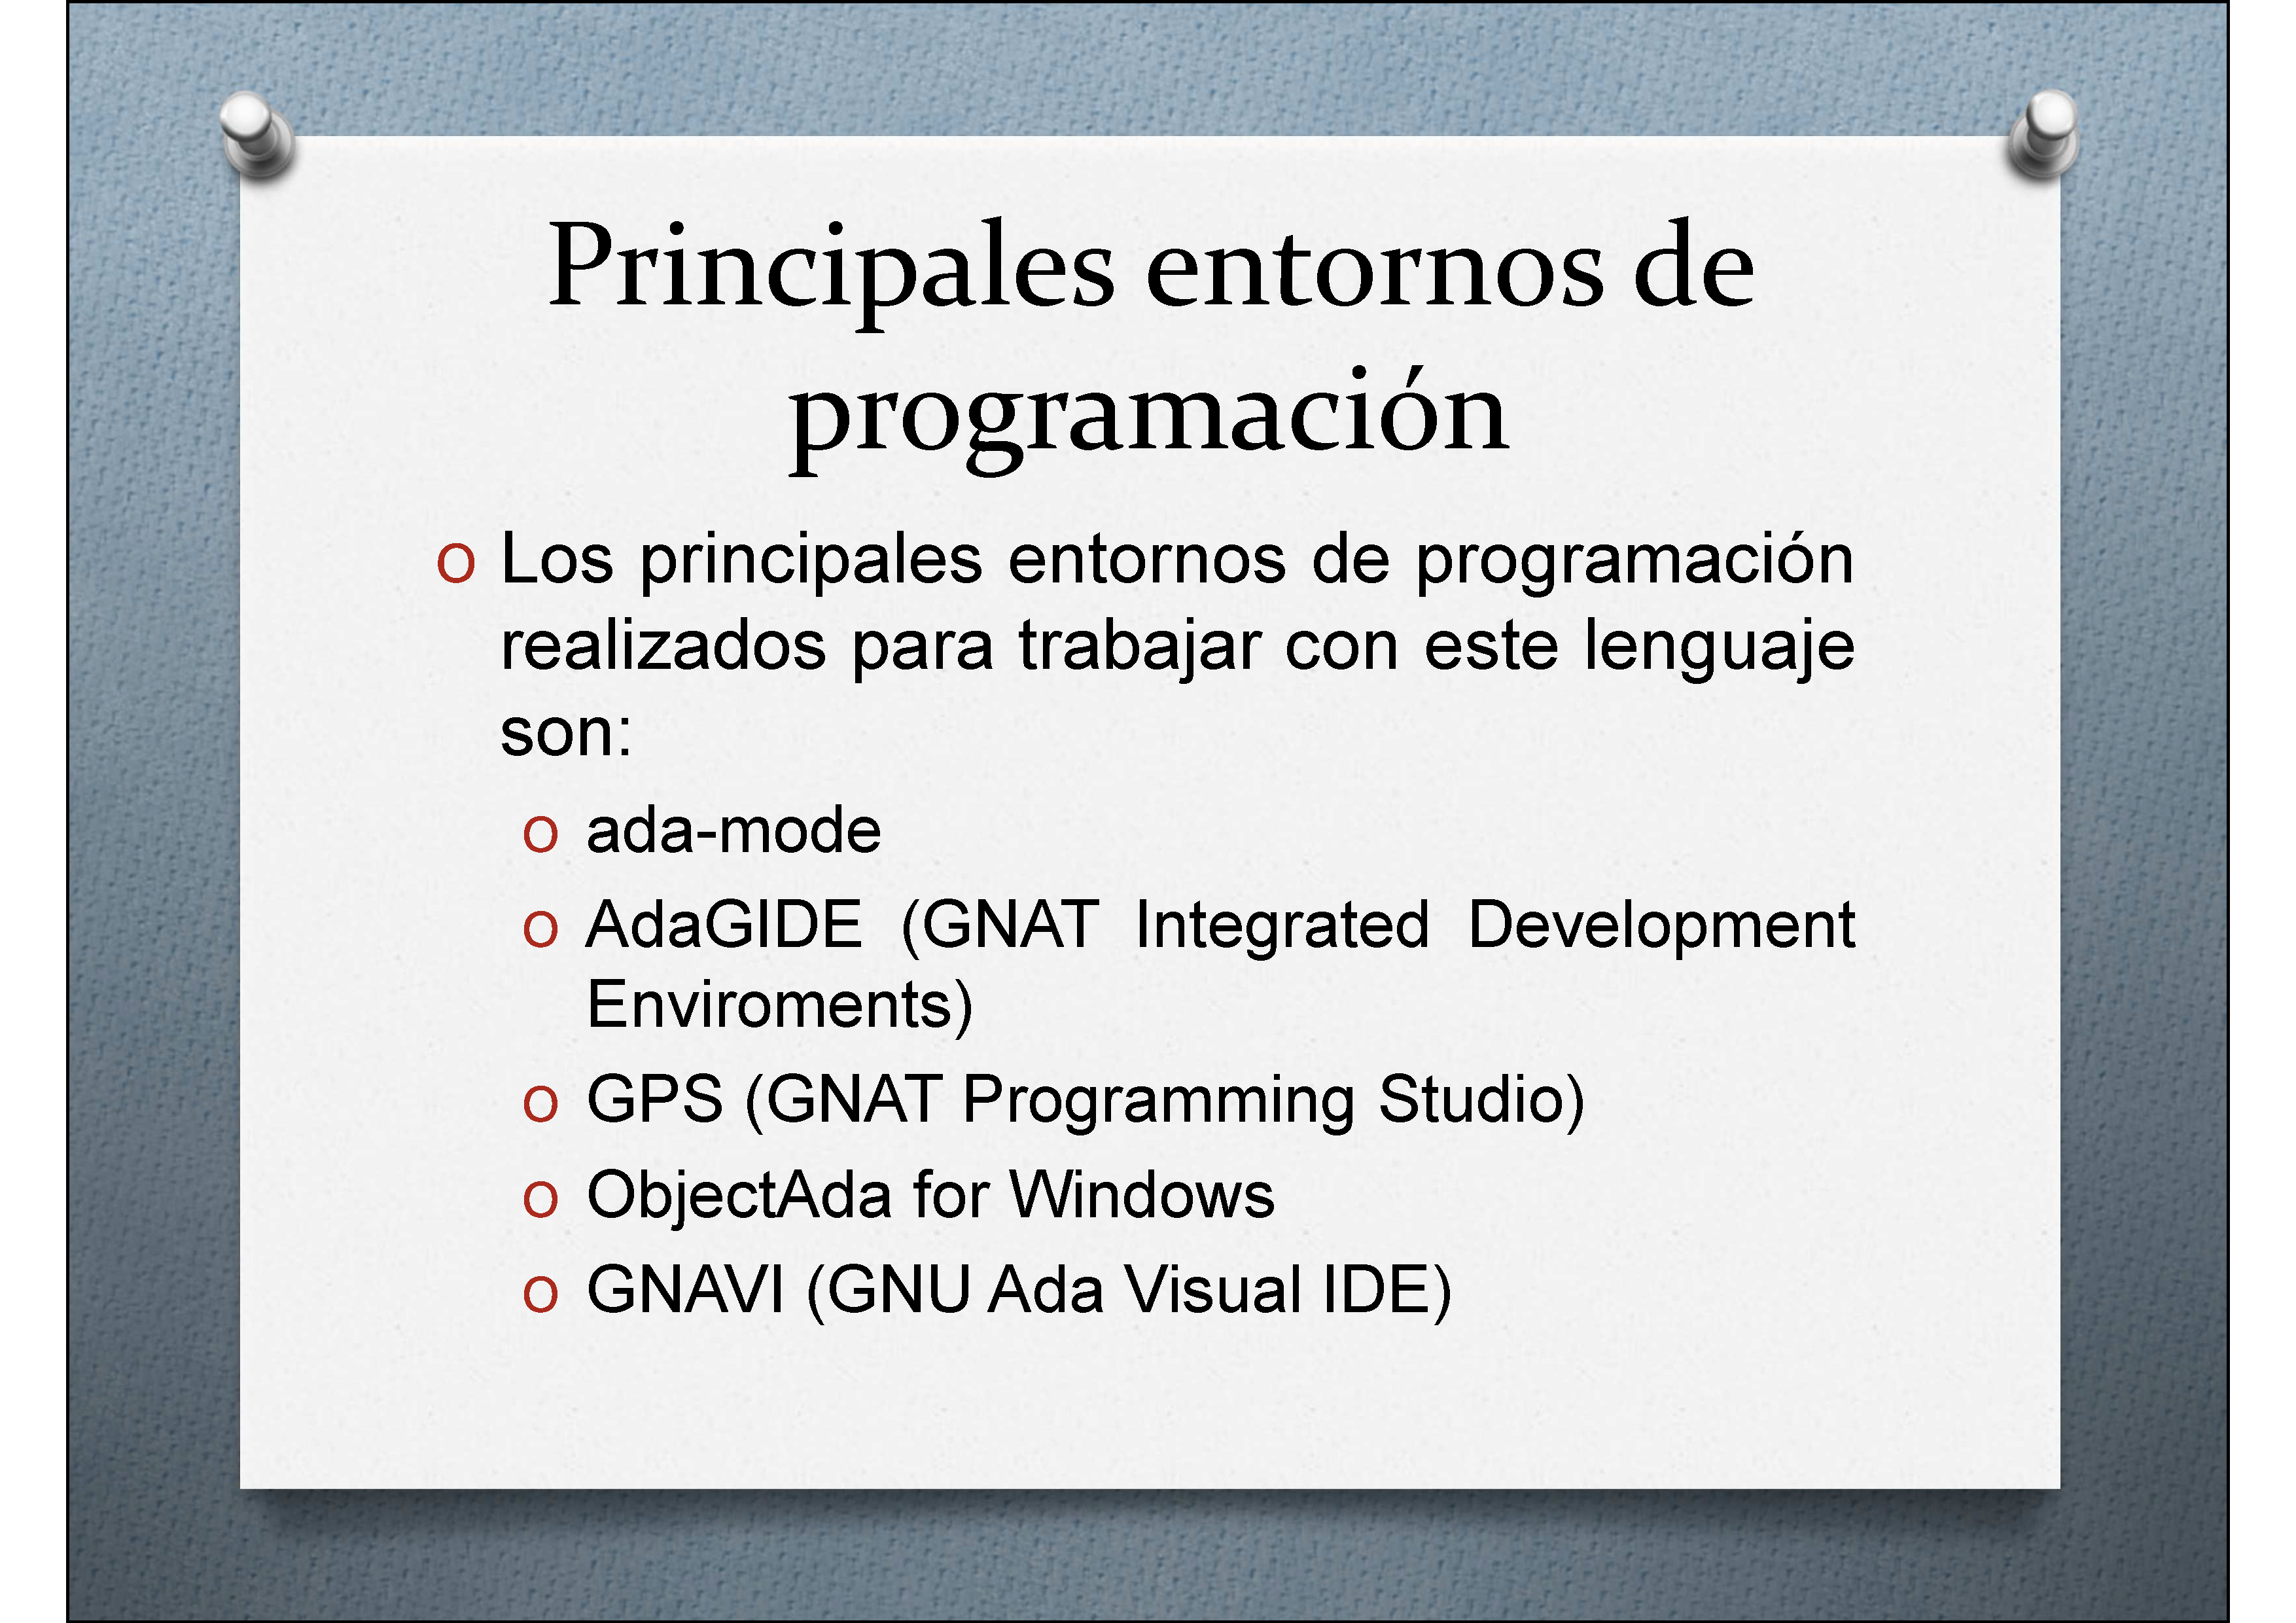 Principales entornos de
programación
O Los principales entornos de programación
realizados para trabajar con este lenguaje
son:
O ada-mode
O AdaGIDE (GNAT Integrated Development
Enviroments)
O GPS (GNAT Programming Studio)
O ObjectAda for Windows
O GNAVI (GNU Ada Visual IDE)